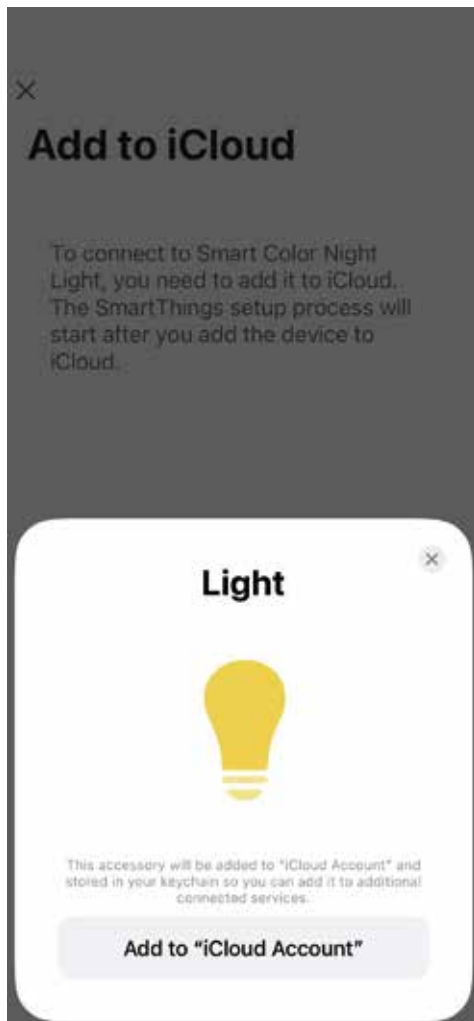 Add to iCloud
To connect to Smart Color Night
Light, you need to add it to iCloud.
The SmartThings setup process will
start after you add the device to
iCloud.
Light
This accessory will be added to "iCloud Account" and
stored in your keychain so you can add it to additional
connected services.
Add to “iCloud Account”